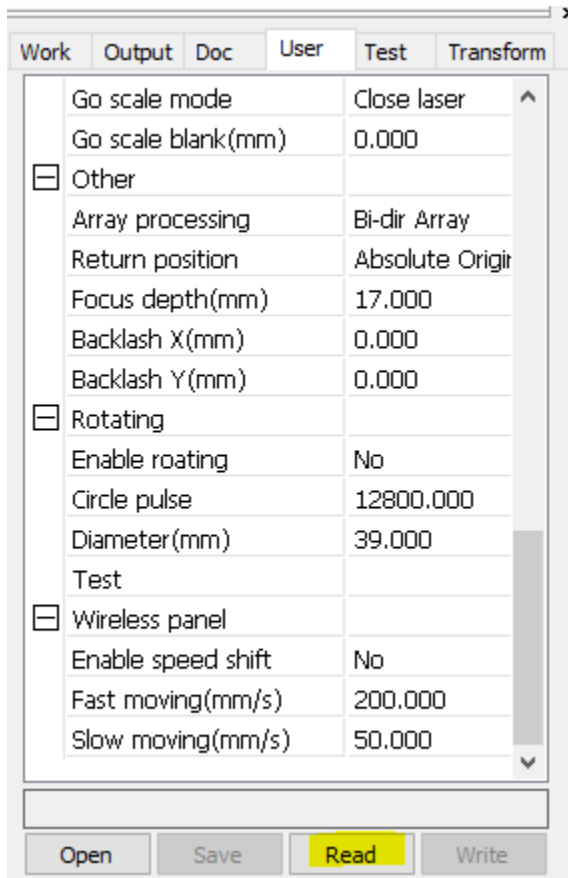 Work Output Doc User Test Transform
Go scale mode Close laser
Go scale blank(mm) 0.000
Other
Array processing Bi-dir Array
Return position Absolute Origin
Focus depth(mm) 17.000
Backlash X(mm) 0.000
Backlash Y(mm) 0.000
Rotating
Enable roating No
Circle pulse 12800.000
Diameter(mm) 39.000
Test
Wireless panel
Enable speed shift No
Fast moving(mm/s) 200.000
Slow moving(mm/s) 50.000
Open Save Read Write